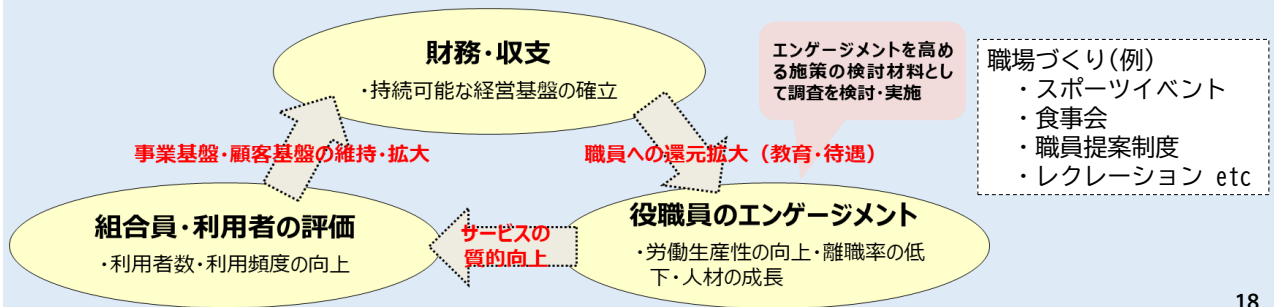 財務・収支
・持続可能な経営基盤の確立
エンゲージメントを高め
る施策の検討材料とし
て調査を検討・実施
職場づくり(例)
・スポーツイベント
・食事会
・職員提案制度
・レクレーション etc
事業基盤・顧客基盤の維持・拡大
職員への還元拡大（教育・待遇）
組合員・利用者の評価
・利用者数・利用頻度の向上
サービスの
質的向上
役職員のエンゲージメント
・労働生産性の向上・離職率の低
下・人材の成長
18